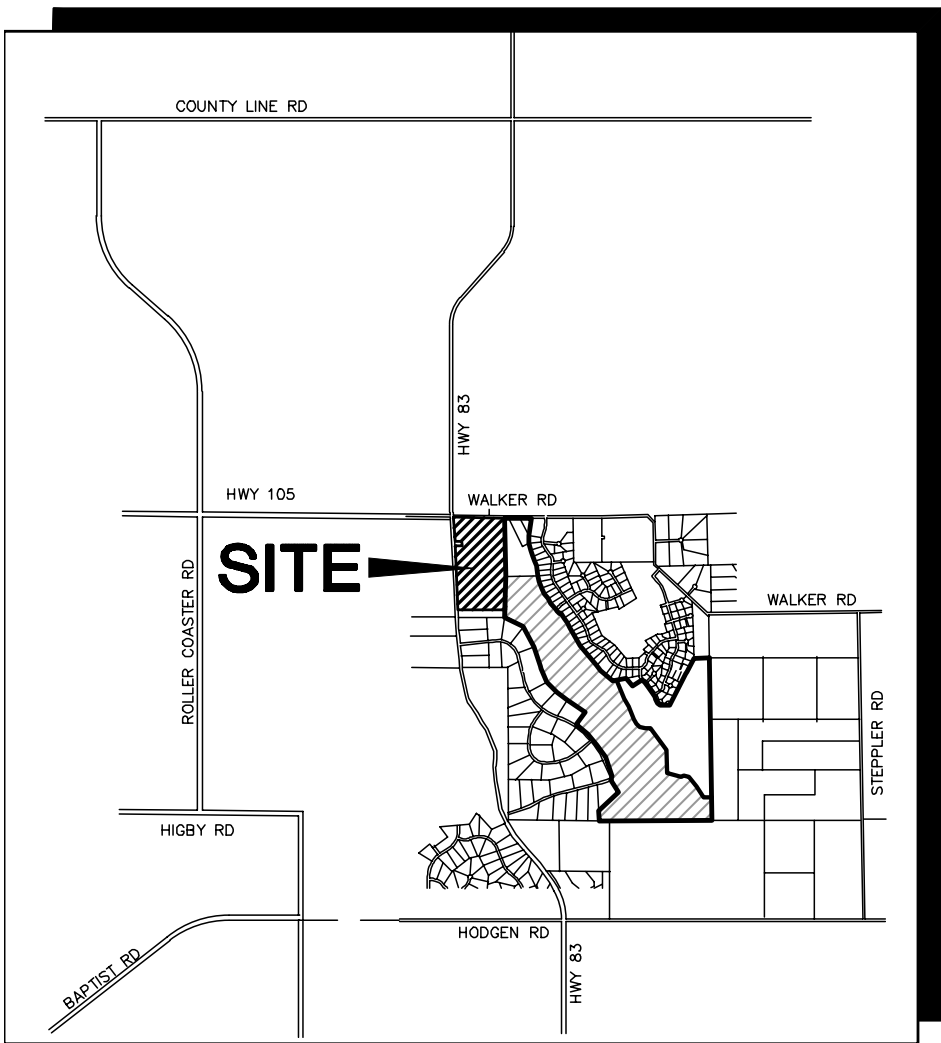 COUNTY LINE RD
HWY 83
HWY 105
WALKER RD
SITE
ROLLER COASTER RD
WALKER RD
STEPPLER RD
HIGBY RD
HODGEN RD
BAPTIST RD
HWY 83